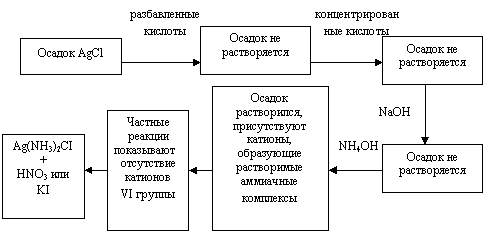 разбавленные
кислоты
концентрирован
ные кислоты
Осадок AgCl
Осадок не
растворяется
Осадок не
растворяется
NaOH
Осадок не
растворяется
NH₄OH
Осадок
растворился,
присутствуют
катионы,
образующие
растворимые
аммиачные
комплексы
Частные
реакции
показывают
отсутствие
катионов
VI группы
Ag(NH₃)₂Cl
+
HNO₃ или
KI